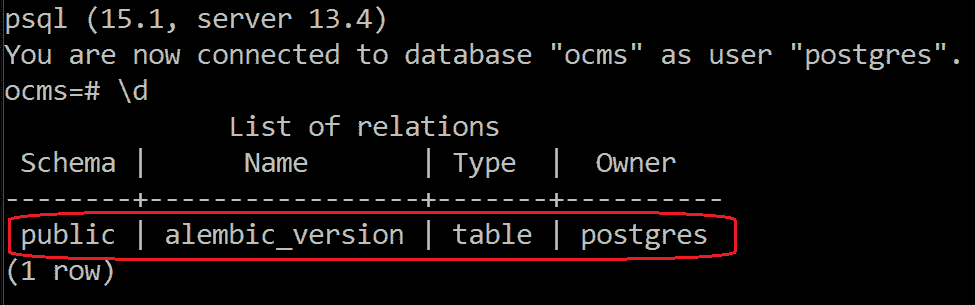 psql (15.1, server 13.4)
You are now connected to database "ocms" as user "postgres".
ocms=# \d
List of relations
Schema | Name | Type | Owner
--------+-----------------+-------+----------
public | alembic_version | table | postgres
(1 row)